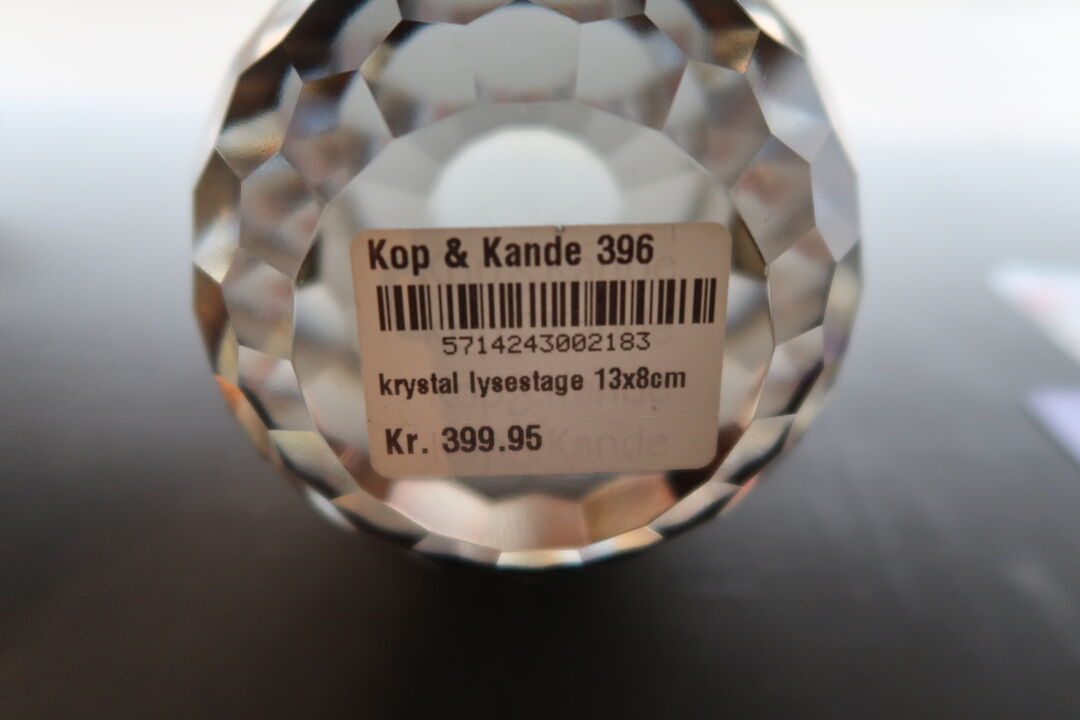 Kop & Kande 396
5714243002183
krystal lysestage 13x8cm
Kr. 399.95